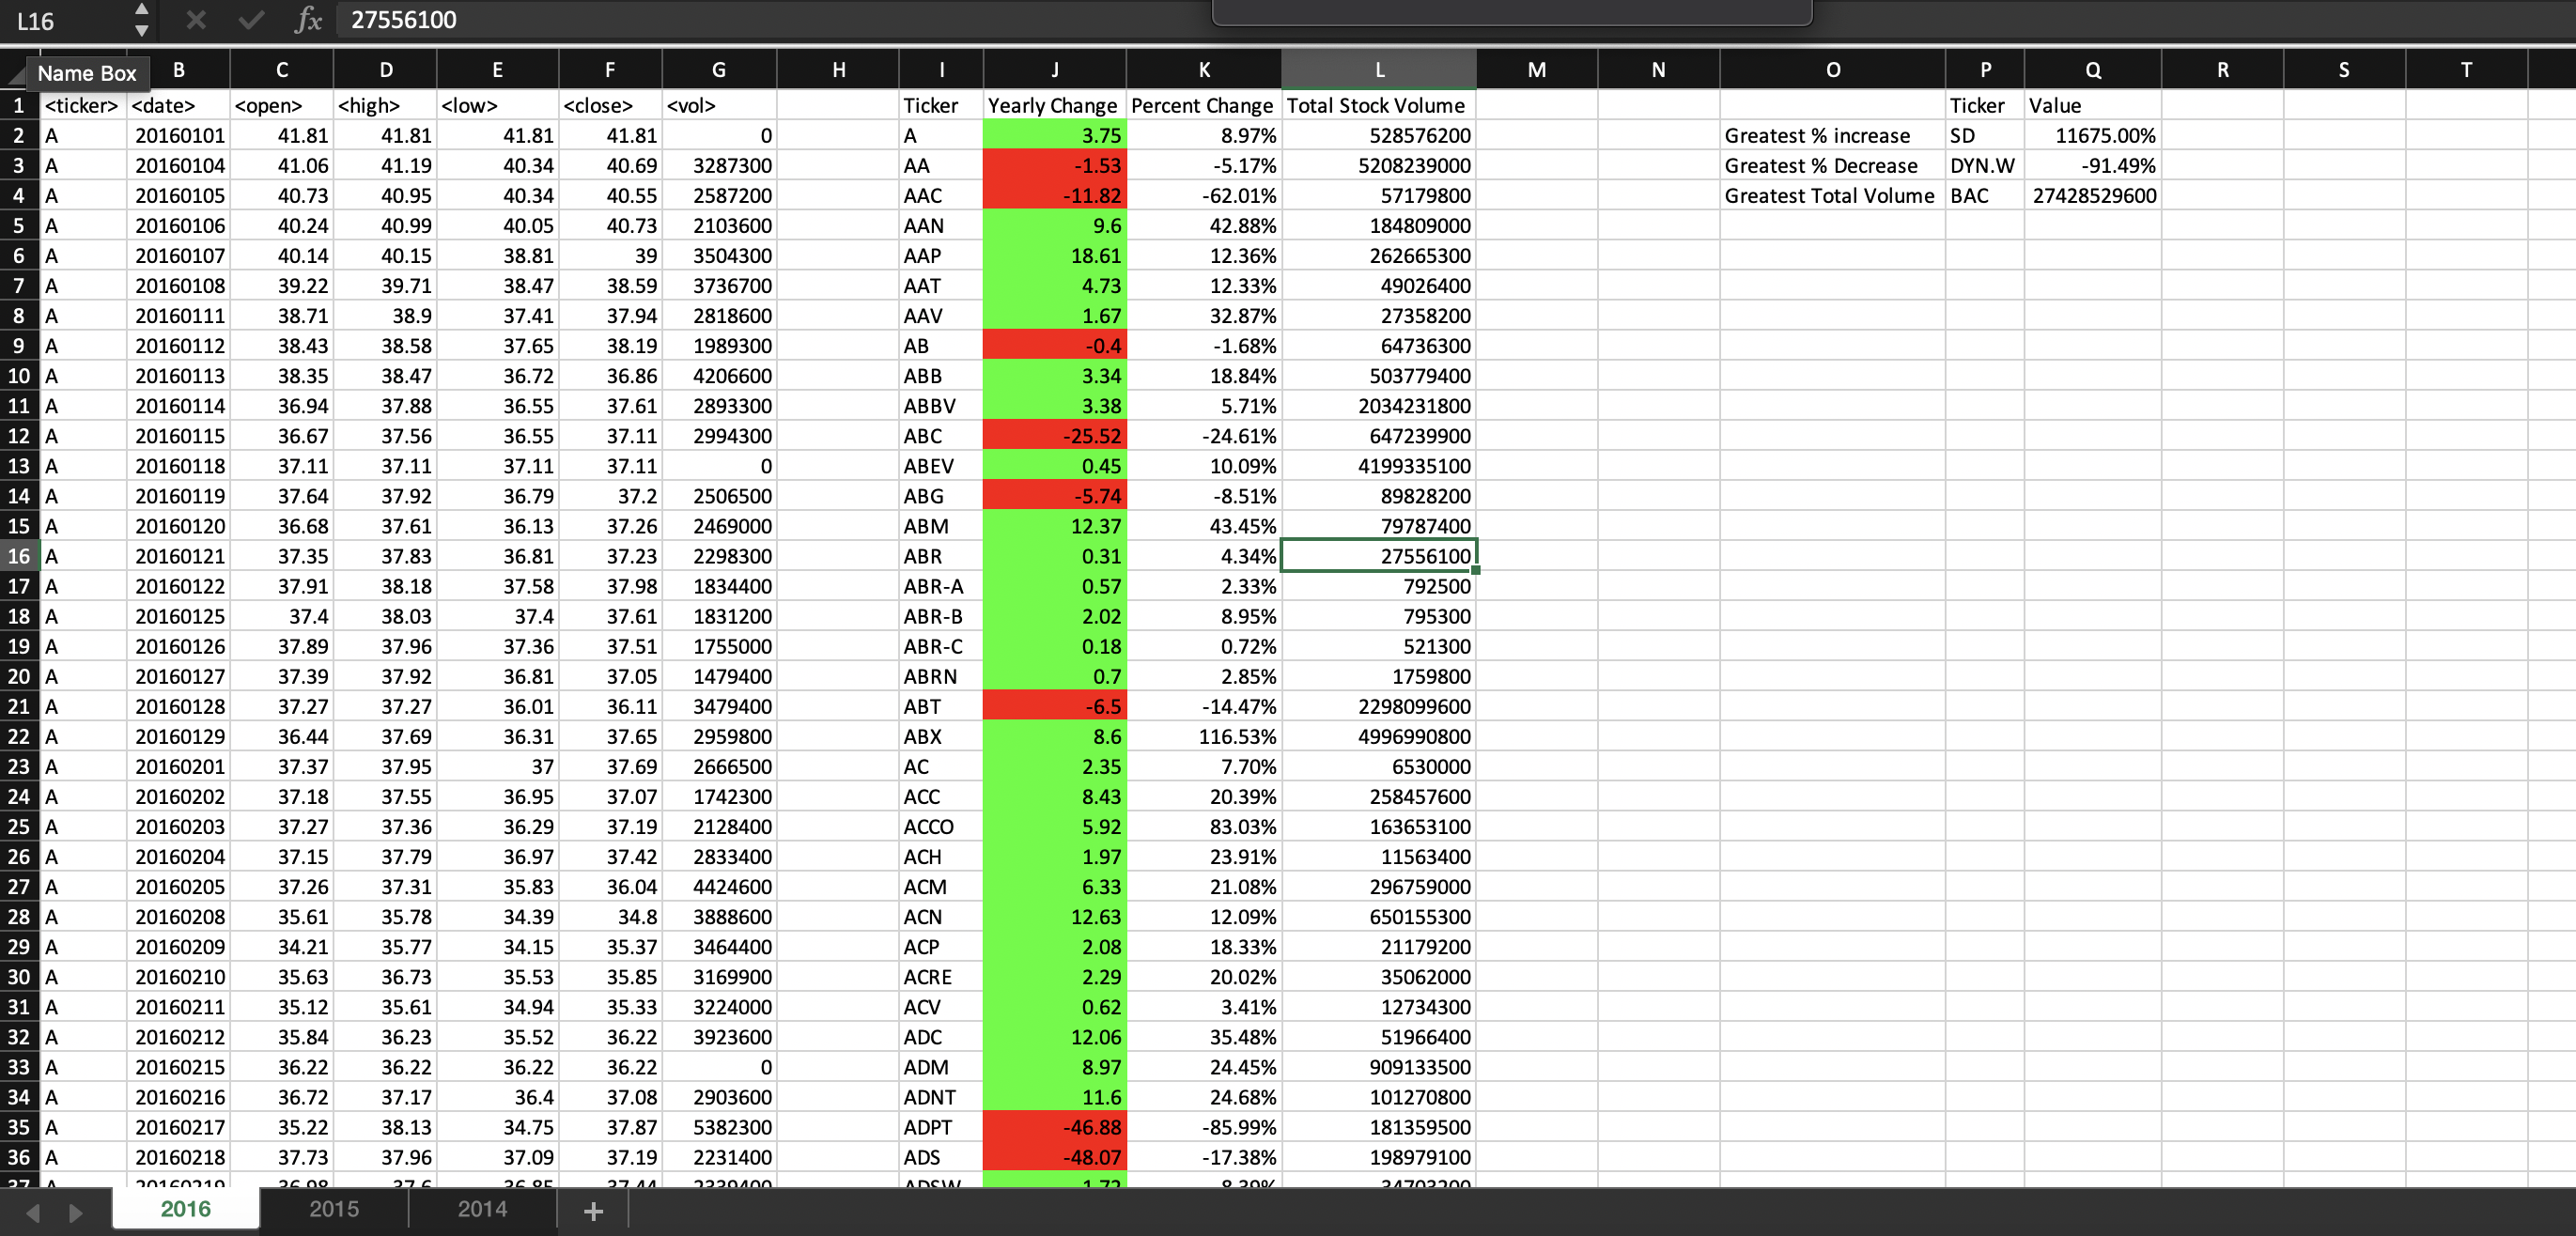 L16 fx 27556100
Name Box B C D E F G H I J K L M N O P Q R S T
1 <ticker> <date> <open> <high> <low> <close> <vol> Ticker Yearly Change Percent Change Total Stock Volume Ticker Value
2 A 20160101 41.81 41.81 41.81 41.81 0 A 3.75 8.97% 528576200 Greatest % increase SD 11675.00%
3 A 20160104 41.06 41.19 40.34 40.69 3287300 AA -1.53 -5.17% 5208239000 Greatest % Decrease DYN.W -91.49%
4 A 20160105 40.73 40.95 40.34 40.55 2587200 AAC -11.82 -62.01% 57179800 Greatest Total Volume BAC 27428529600
5 A 20160106 40.24 40.99 40.05 40.73 2103600 AAN 9.6 42.88% 184809000
6 A 20160107 40.14 40.15 38.81 39 3504300 AAP 18.61 12.36% 262665300
7 A 20160108 39.22 39.71 38.47 38.59 3736700 AAT 4.73 12.33% 49026400
8 A 20160111 38.71 38.9 37.41 37.94 2818600 AAV 1.67 32.87% 27358200
9 A 20160112 38.43 38.58 37.65 38.19 1989300 AB -0.4 -1.68% 64736300
10 A 20160113 38.35 38.47 36.72 36.86 4206600 ABB 3.34 18.84% 503779400
11 A 20160114 36.94 37.88 36.55 37.61 2893300 ABBV 3.38 5.71% 2034231800
12 A 20160115 36.67 37.56 36.55 37.11 2994300 ABC -25.52 -24.61% 647239900
13 A 20160118 37.11 37.11 37.11 37.11 0 ABEV 0.45 10.09% 4199335100
14 A 20160119 37.64 37.92 36.79 37.2 2506500 ABG -5.74 -8.51% 89828200
15 A 20160120 36.68 37.61 36.13 37.26 2469000 ABM 12.37 43.45% 79787400
16 A 20160121 37.35 37.83 36.81 37.23 2298300 ABR 0.31 4.34% 27556100
17 A 20160122 37.91 38.18 37.58 37.98 1834400 ABR-A 0.57 2.33% 792500
18 A 20160125 37.4 38.03 37.4 37.61 1831200 ABR-B 2.02 8.95% 795300
19 A 20160126 37.89 37.96 37.36 37.51 1755000 ABR-C 0.18 0.72% 521300
20 A 20160127 37.39 37.92 36.81 37.05 1479400 ABRN 0.7 2.85% 1759800
21 A 20160128 37.27 37.27 36.01 36.11 3479400 ABT -6.5 -14.47% 2298099600
22 A 20160129 36.44 37.69 36.31 37.65 2959800 ABX 8.6 116.53% 4996990800
23 A 20160201 37.37 37.95 37 37.69 2666500 AC 2.35 7.70% 6530000
24 A 20160202 37.18 37.55 36.95 37.07 1742300 ACC 8.43 20.39% 258457600
25 A 20160203 37.27 37.36 36.29 37.19 2128400 ACCO 5.92 83.03% 163653100
26 A 20160204 37.15 37.79 36.97 37.42 2833400 ACH 1.97 23.91% 11563400
27 A 20160205 37.26 37.31 35.83 36.04 4424600 ACM 6.33 21.08% 296759000
28 A 20160208 35.61 35.78 34.39 34.8 3888600 ACN 12.63 12.09% 650155300
29 A 20160209 34.21 35.77 34.15 35.37 3464400 ACP 2.08 18.33% 21179200
30 A 20160210 35.63 36.73 35.53 35.85 3169900 ACRE 2.29 20.02% 35062000
31 A 20160211 35.12 35.61 34.94 35.33 3224000 ACV 0.62 3.41% 12734300
32 A 20160212 35.84 36.23 35.52 36.22 3923600 ADC 12.06 35.48% 51966400
33 A 20160215 36.22 36.22 36.22 36.22 0 ADM 8.97 24.45% 909133500
34 A 20160216 36.72 37.17 36.4 37.08 2903600 ADNT 11.6 24.68% 101270800
35 A 20160217 35.22 38.13 34.75 37.87 5382300 ADPT -46.88 -85.99% 181359500
36 A 20160218 37.73 37.96 37.09 37.19 2231400 ADS -48.07 -17.38% 198979100
37 A 20160219
2016 2015 2014 +